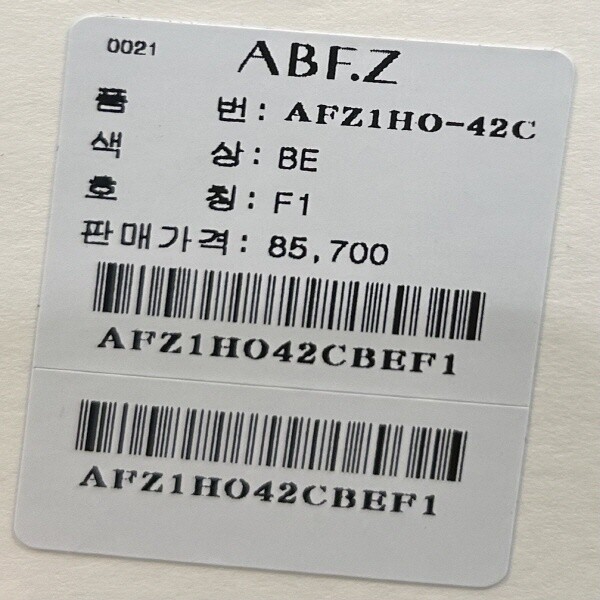 0021 ABF.Z
품 번: AFZ1HO-42C
색 상: BE
호 칭: F1
판매가격: 85,700
AFZ1HO42CBEF1
AFZ1HO42CBEF1